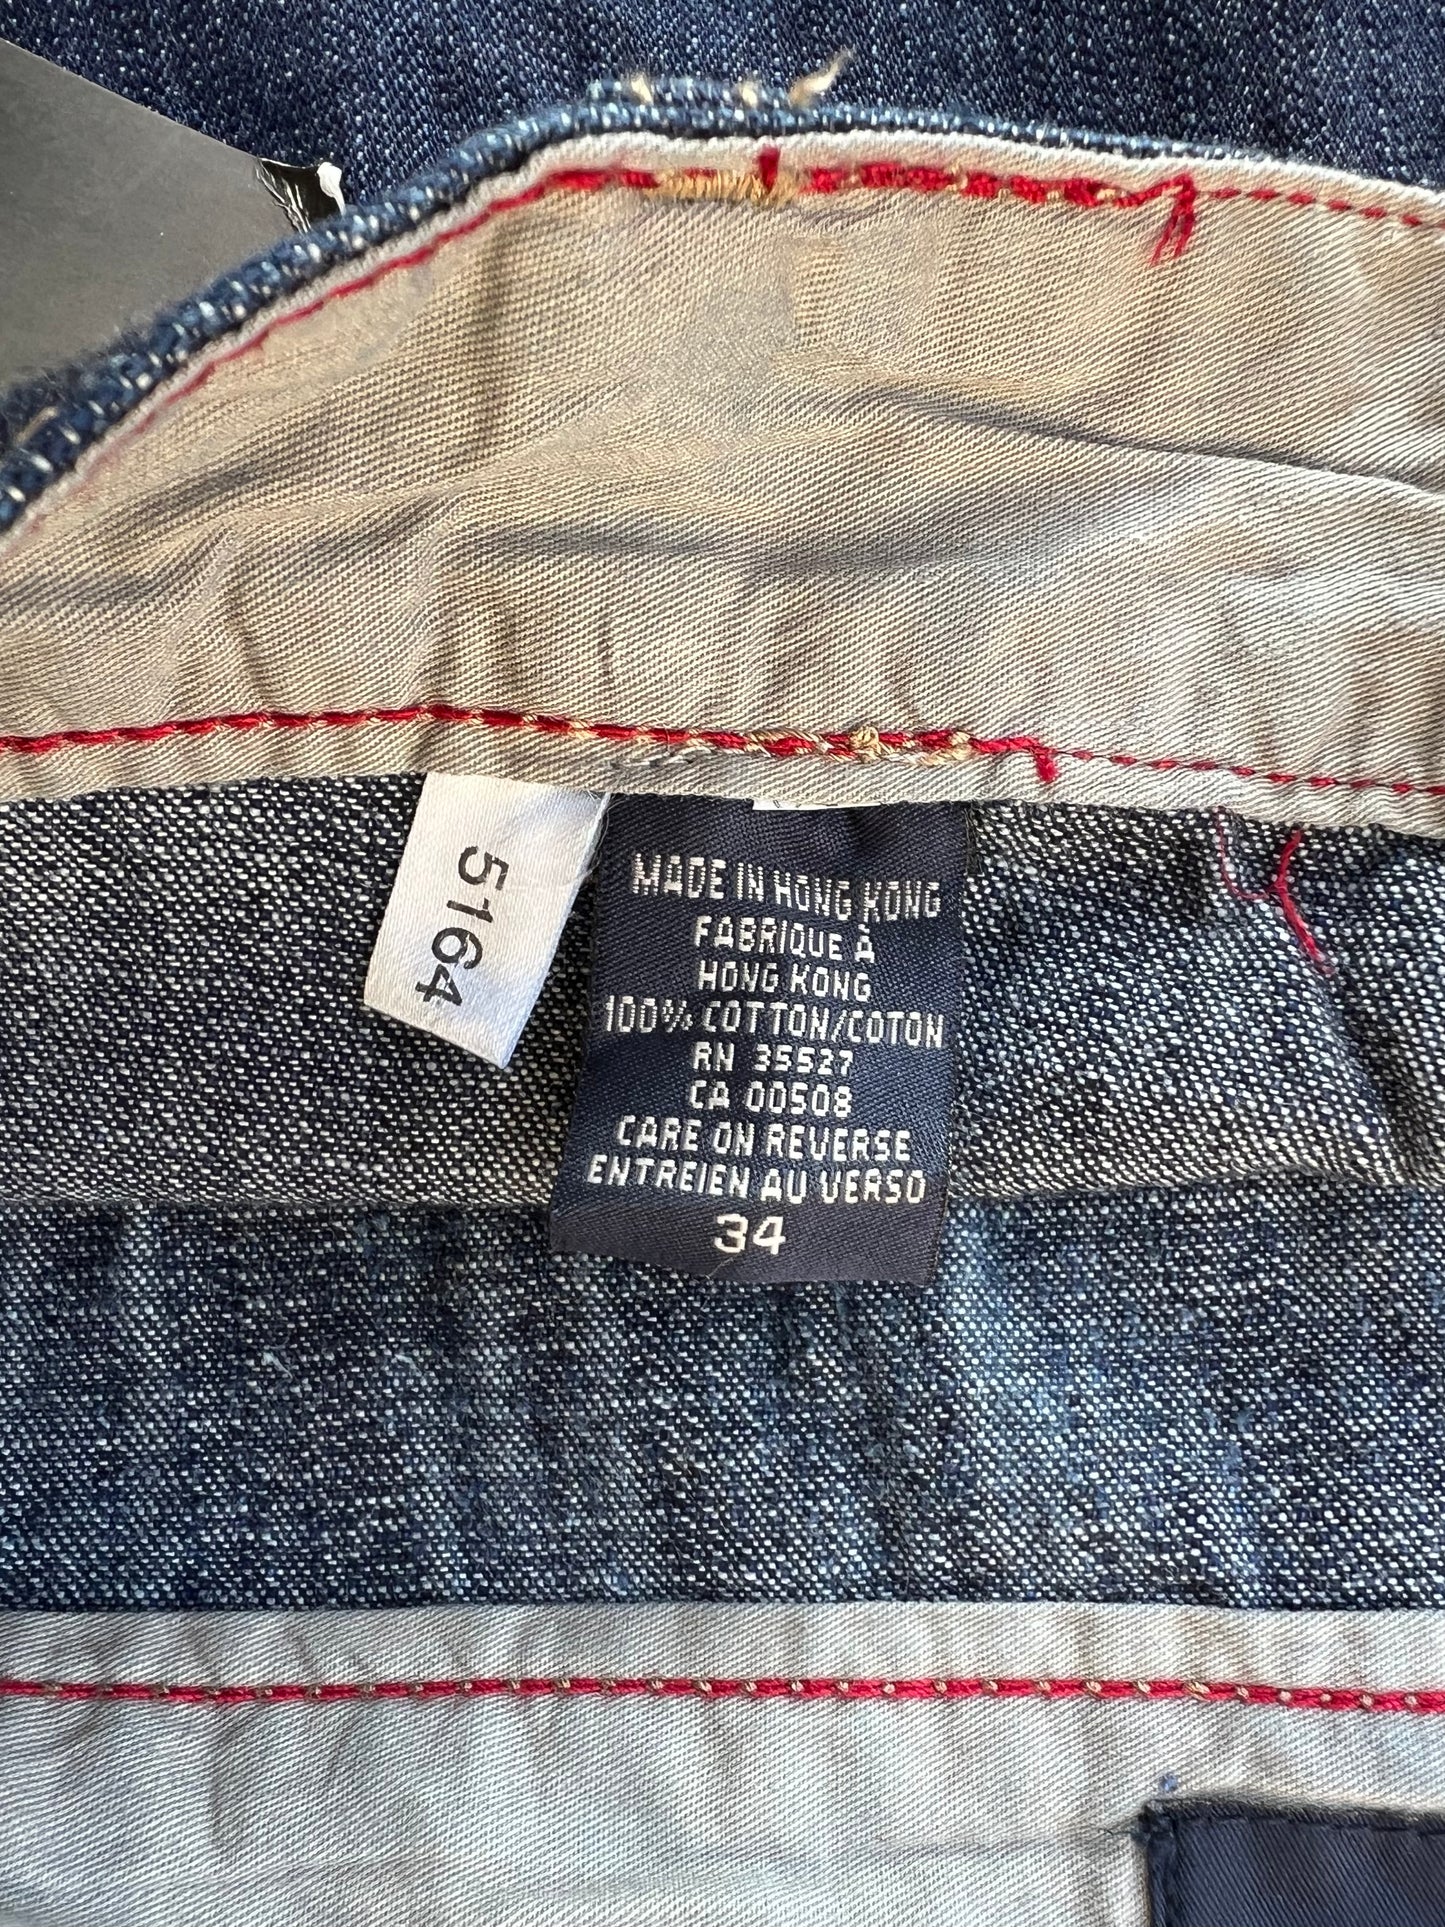 5164
MADE IN HONG KONG
FABRIQUE À
HONG KONG
100% COTTON/COTON
RN 35527
CA 00508
CARE ON REVERSE
ENTREIEN AU VERSO
34